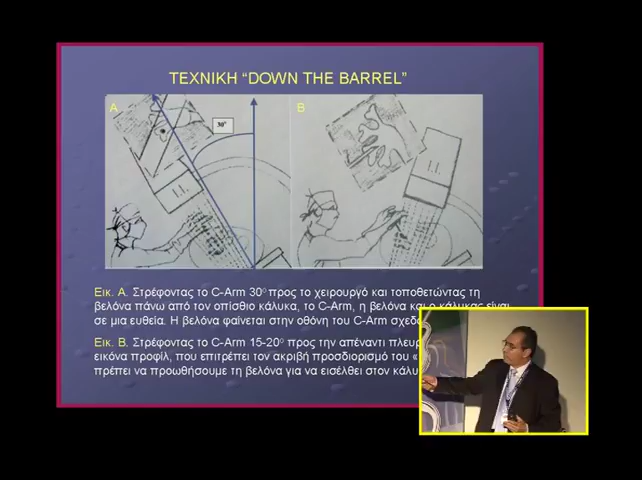 ΤΕΧΝΙΚΗ “DOWN THE BARREL”
A
B
30°
I.I.
I.I.
Εικ. Α. Στρέφοντας το C-Arm 30° προς το χειρουργό και τοποθετώντας τη
βελόνα πάνω από τον οπίσθιο κάλυκα, το C-Arm, η βελόνα και ο κάλυκας είναι
σε μια ευθεία. Η βελόνα φαίνεται στην οθόνη του C-Arm
Εικ. Β. Στρέφοντας το C-Arm 15-20° προς την απέναντι
εικόνα προφίλ, που επιτρέπει τον ακριβή προσδιορισμό του
πρέπει να προωθήσουμε τη βελόνα για να εισέλθει στον